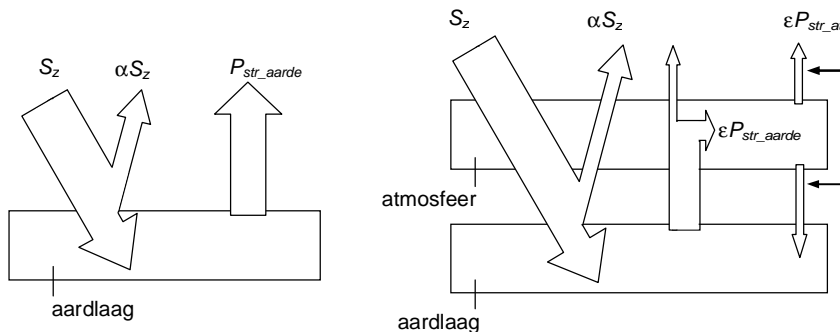 S_z αS_z P_str_aarde
aardlaag
S_z αS_z
εP_str_aarde
atmosfeer
aardlaag